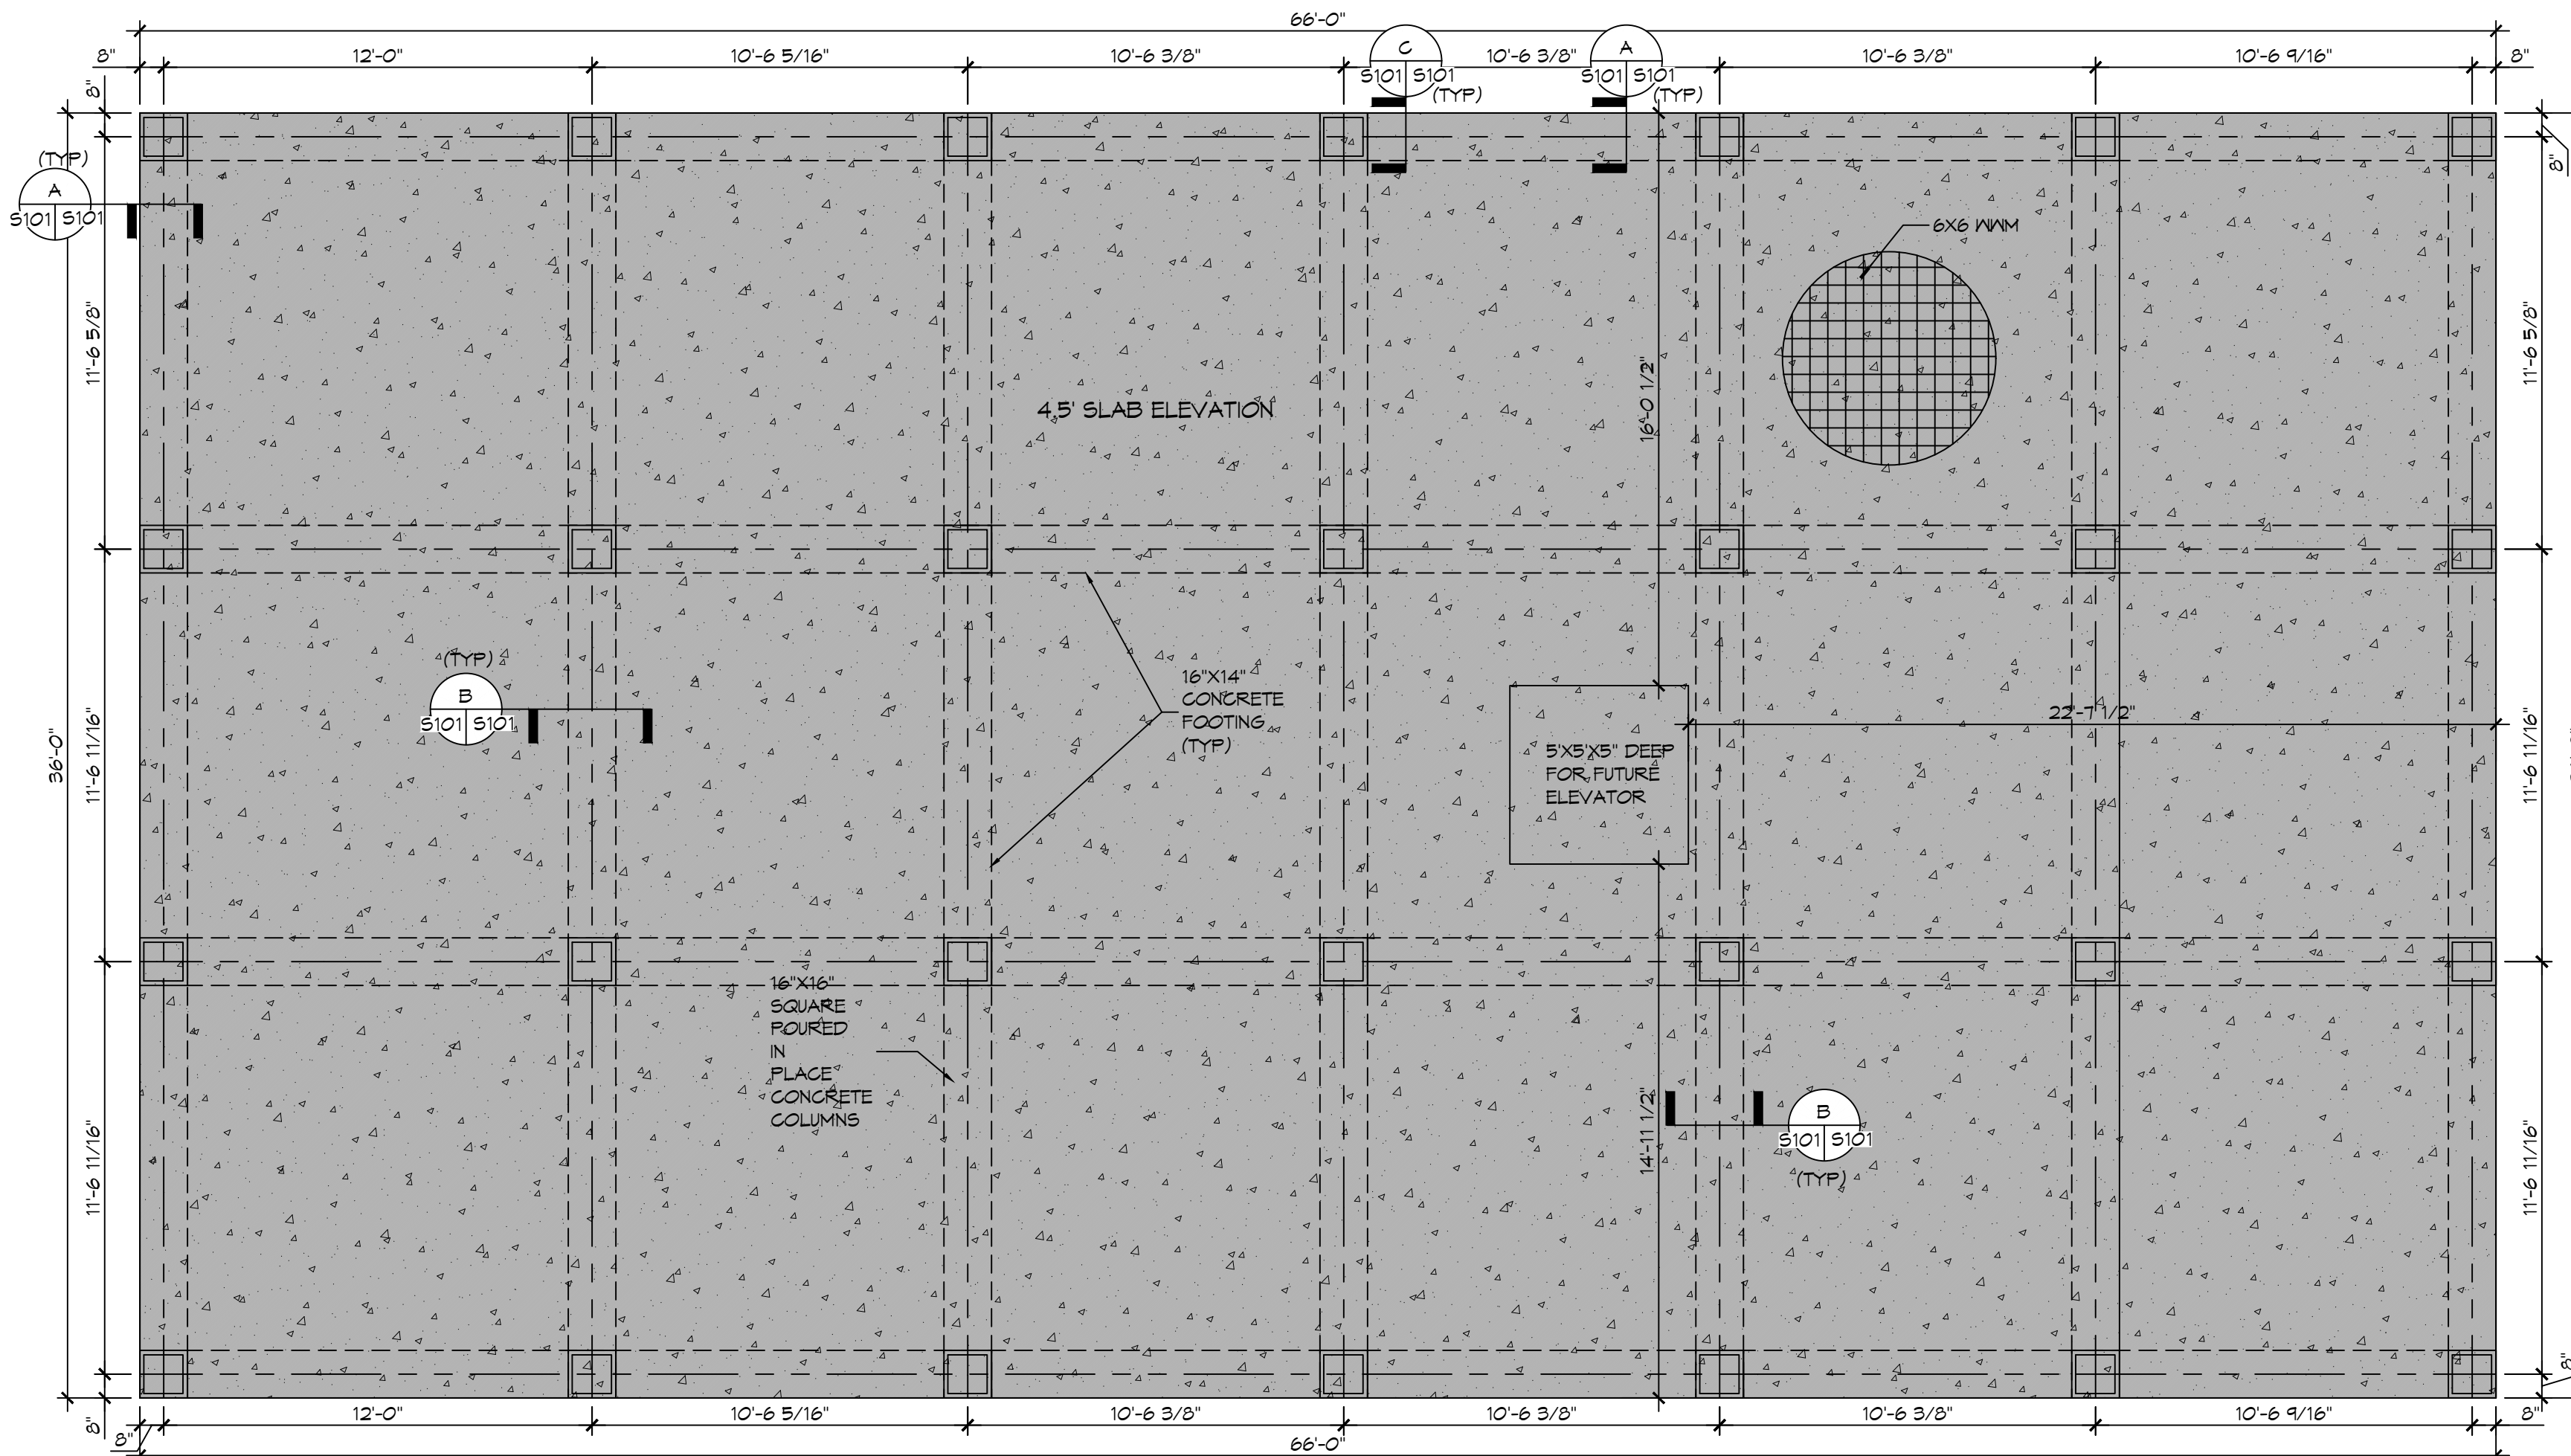 66'-0"
8"
12'-0"
10'-6 5/16"
10'-6 3/8"
10'-6 3/8"
10'-6 3/8"
10'-6 9/16"
8"
C
S101 S101
(TYP)
A
S101 S101
(TYP)
8"
8"
(TYP)
A
S101 S101
6X6 WWM
11'-6 5/8"
16'-0 1/2"
11'-6 5/8"
4.5' SLAB ELEVATION
(TYP)
B
S101 S101
16"X14"
CONCRETE
FOOTING
(TYP)
22'-7 1/2"
5'X5'X5" DEEP
FOR FUTURE
ELEVATOR
36'-0"
11'-6 11/16"
11'-6 11/16"
16"X16"
SQUARE
POURED
IN
PLACE
CONCRETE
COLUMNS
14'-11 1/2"
B
S101 S101
(TYP)
11'-6 11/16"
11'-6 11/16"
8"
8"
8"
12'-0"
10'-6 5/16"
10'-6 3/8"
10'-6 3/8"
10'-6 3/8"
10'-6 9/16"
8"
66'-0"